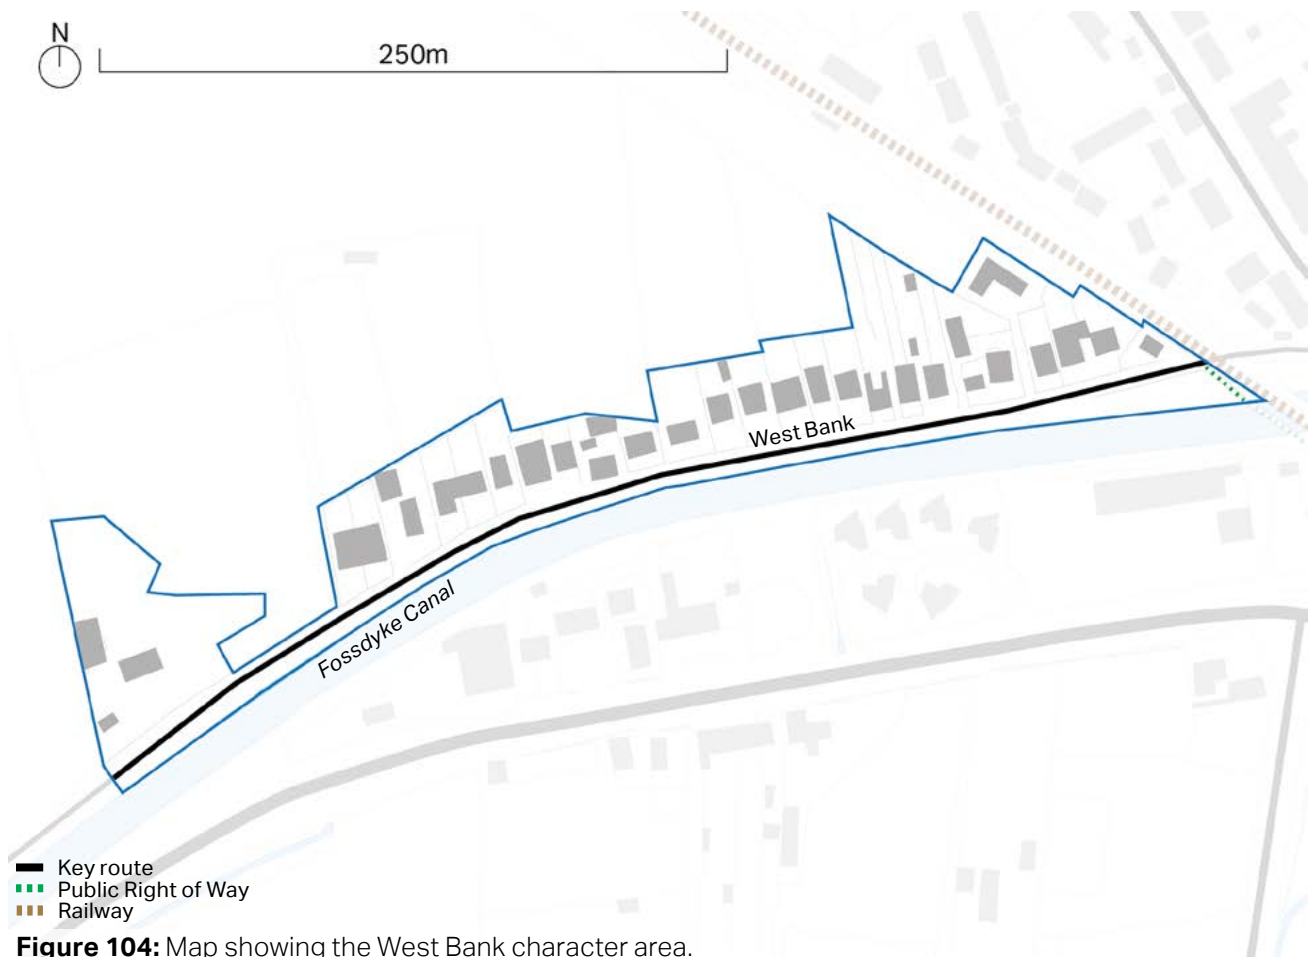 N
250m
West Bank
Fossdyke Canal
Key route
Public Right of Way
Railway
Figure 104: Map showing the West Bank character area.